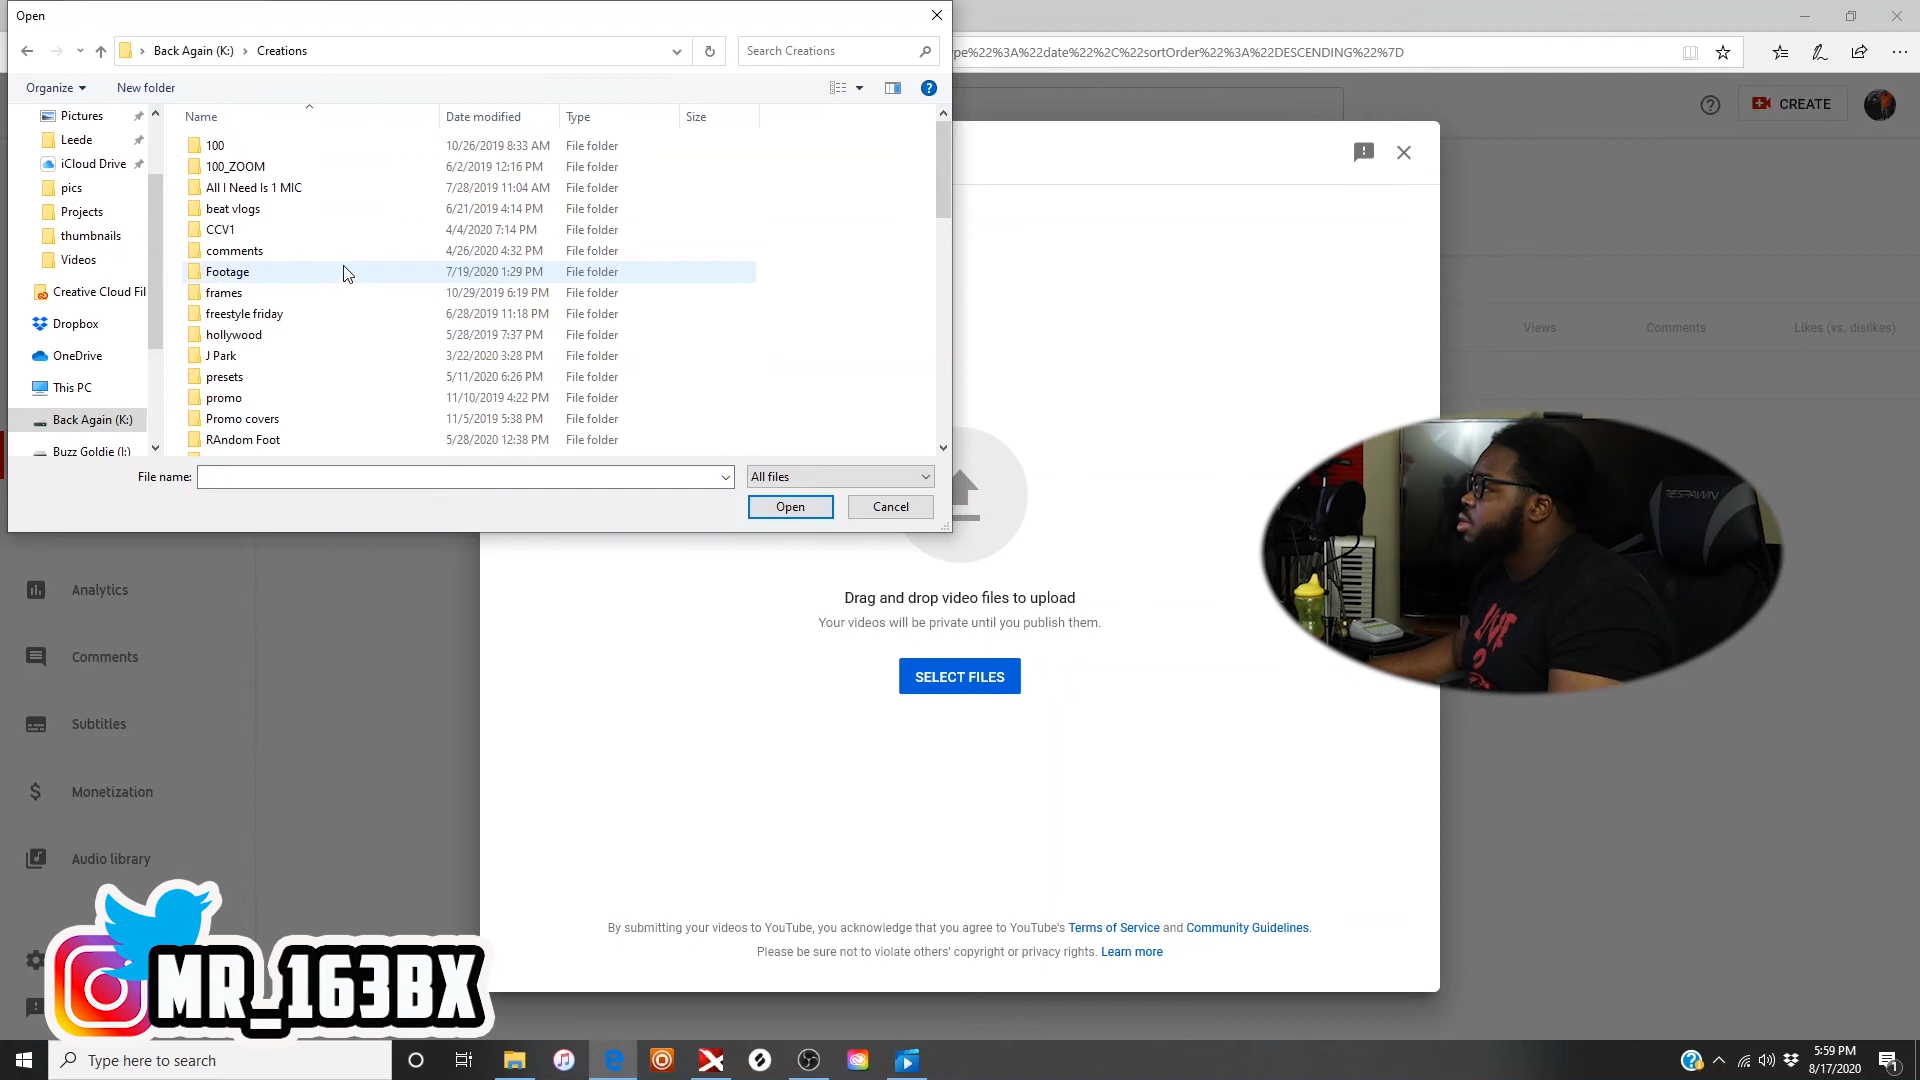 Open
Back Again (K:) > Creations
Search Creations
pe%22%3A%22date%22%2C%22sortOrder%22%3A%22DESCENDING%22%7D
Organize
New folder
Name
Date modified
Type
Size
Pictures
Leede
iCloud Drive
pics
Projects
thumbnails
Videos
Creative Cloud Fil
Dropbox
OneDrive
This PC
Back Again (K:)
Buzz Goldie (I:)
100 10/26/2019 8:33 AM File folder
100_ZOOM 6/2/2019 12:16 PM File folder
All I Need Is 1 MIC 7/28/2019 11:04 AM File folder
beat vlogs 6/21/2019 4:14 PM File folder
CCV1 4/4/2020 7:14 PM File folder
comments 4/26/2020 4:32 PM File folder
Footage 7/19/2020 1:29 PM File folder
frames 10/29/2019 6:19 PM File folder
freestyle friday 6/28/2019 11:18 PM File folder
hollywood 5/28/2019 7:37 PM File folder
J Park 3/22/2020 3:28 PM File folder
presets 5/11/2020 6:26 PM File folder
promo 11/10/2019 4:22 PM File folder
Promo covers 11/5/2019 5:38 PM File folder
RAndom Foot 5/28/2020 12:38 PM File folder
File name:
All files
Open
Cancel
CREATE
Views
Comments
Likes (vs. dislikes)
Drag and drop video files to upload
Your videos will be private until you publish them.
SELECT FILES
RESPAWN
Analytics
Comments
Subtitles
Monetization
Audio library
By submitting your videos to YouTube, you acknowledge that you agree to YouTube's Terms of Service and Community Guidelines.
Please be sure not to violate others' copyright or privacy rights. Learn more
MR_163BX
Type here to search
5:59 PM
8/17/2020